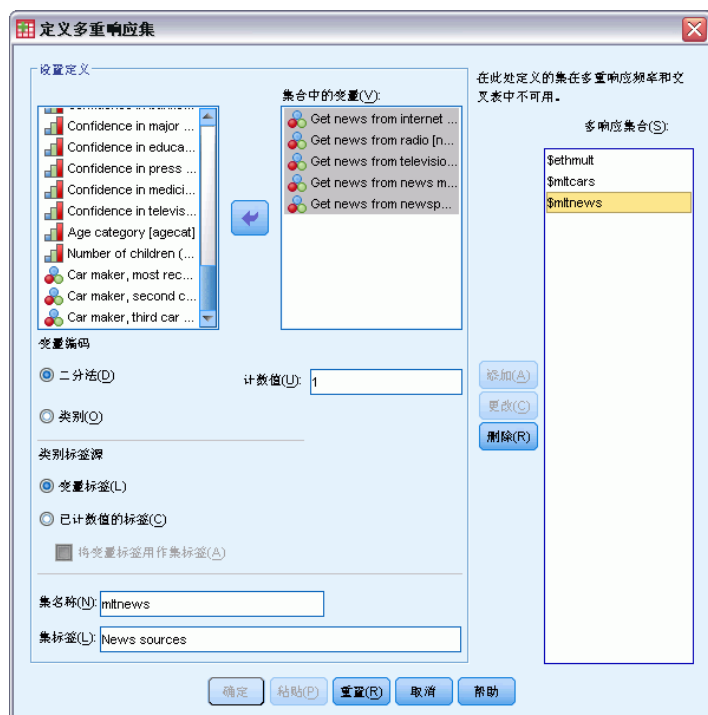 定义多重响应集
设置定义
Confidence in major ...
Confidence in educa...
Confidence in press ...
Confidence in medici...
Confidence in televis...
Age category [agecat]
Number of children (...
Car maker, most rec...
Car maker, second c...
Car maker, third car ...
集合中的变量(V):
Get news from internet ...
Get news from radio [n...
Get news from televisio...
Get news from news m...
Get news from newsp...
变量编码
二分法(D)
计数值(U): 1
类别(O)
类别标签源
变量标签(L)
已计数值的标签(C)
将变量标签用作集标签(A)
集名称(N): mltnews
集标签(L): News sources
在此处定义的集在多重响应频率和交
叉表中不可用。
多响应集合(S):
$ethmult
$mltcars
$mltnews
添加(A)
更改(C)
删除(R)
确定 粘贴(P) 重置(R) 取消 帮助